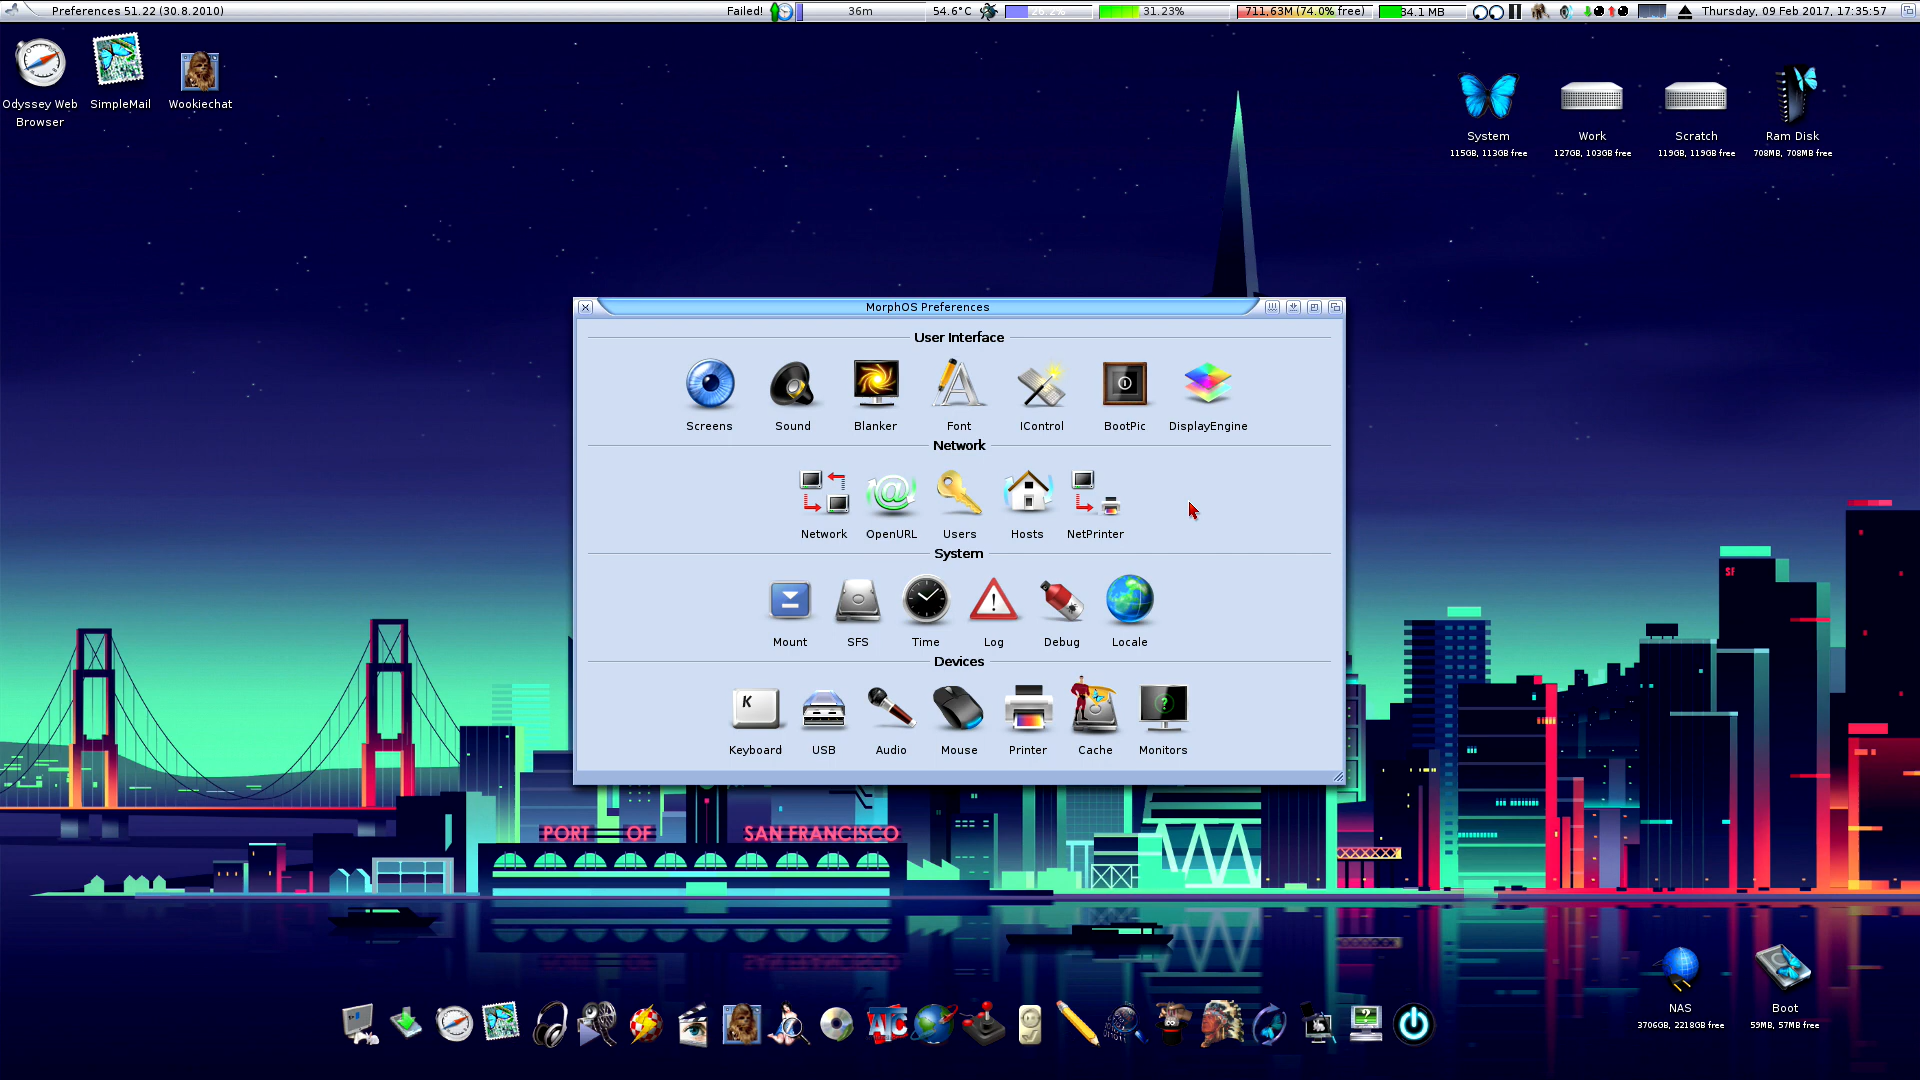 Preferences 51.22 (30.8.2010)
Failed!
36m
54.6°C
31.23%
711,63M (74.0% free)
34.1 MB
Thursday, 09 Feb 2017, 17:35:57
Odyssey Web
Browser
SimpleMail
Wookiechat
System
115GB, 113GB free
Work
127GB, 103GB free
Scratch
119GB, 119GB free
Ram Disk
708MB, 708MB free
MorphOS Preferences
User Interface
Screens
Sound
Blanker
Font
IControl
BootPic
DisplayEngine
Network
Network
OpenURL
Users
Hosts
NetPrinter
System
Mount
SFS
Time
Log
Debug
Locale
Devices
K
Keyboard
USB
Audio
Mouse
Printer
Cache
Monitors
SF
PORT OF SAN FRANCISCO
NAS
3706GB, 2218GB free
Boot
59MB, 57MB free